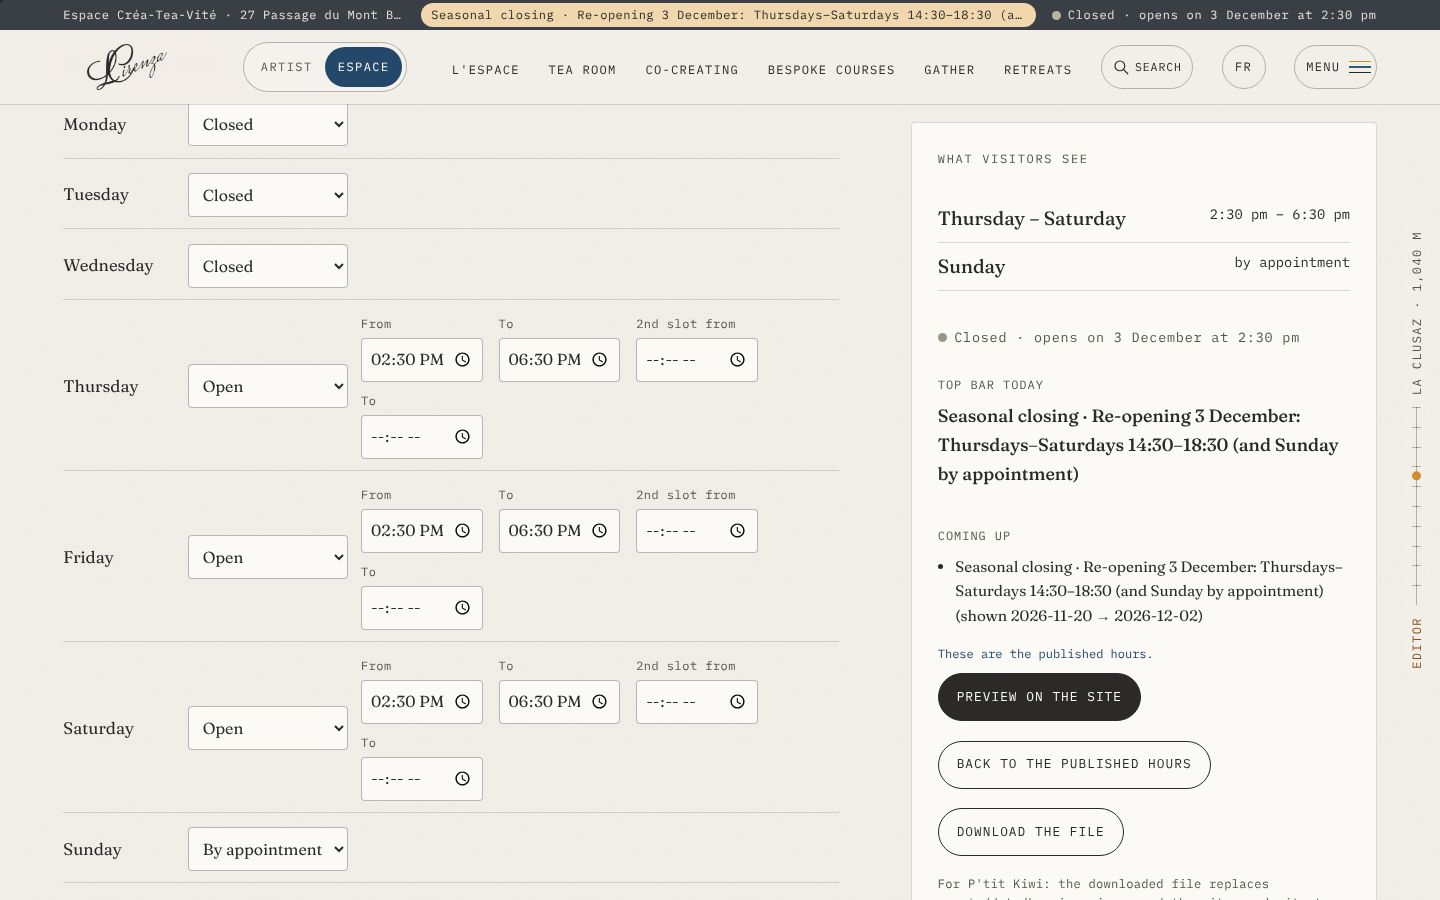 Espace Créa-Tea-Vité · 27 Passage du Mont B…
Seasonal closing · Re-opening 3 December: Thursdays–Saturdays 14:30–18:30 (a…
Closed · opens on 3 December at 2:30 pm
Lirenza
ARTIST
ESPACE
L'ESPACE
TEA ROOM
CO-CREATING
BESPOKE COURSES
GATHER
RETREATS
SEARCH
FR
MENU
Monday
Closed
Tuesday
Closed
Wednesday
Closed
From
To
2nd slot from
Thursday
Open
02:30 PM
06:30 PM
--:-- --
To
--:-- --
From
To
2nd slot from
Friday
Open
02:30 PM
06:30 PM
--:-- --
To
--:-- --
From
To
2nd slot from
Saturday
Open
02:30 PM
06:30 PM
--:-- --
To
--:-- --
Sunday
By appointment
WHAT VISITORS SEE
Thursday – Saturday
2:30 pm – 6:30 pm
Sunday
by appointment
Closed · opens on 3 December at 2:30 pm
TOP BAR TODAY
Seasonal closing · Re-opening 3 December:
Thursdays–Saturdays 14:30–18:30 (and Sunday
by appointment)
COMING UP
• Seasonal closing · Re-opening 3 December: Thursdays–
Saturdays 14:30–18:30 (and Sunday by appointment)
(shown 2026-11-20 → 2026-12-02)
These are the published hours.
PREVIEW ON THE SITE
BACK TO THE PUBLISHED HOURS
DOWNLOAD THE FILE
For P'tit Kiwi: the downloaded file replaces
LA CLUSAZ · 1,040 M
EDITOR